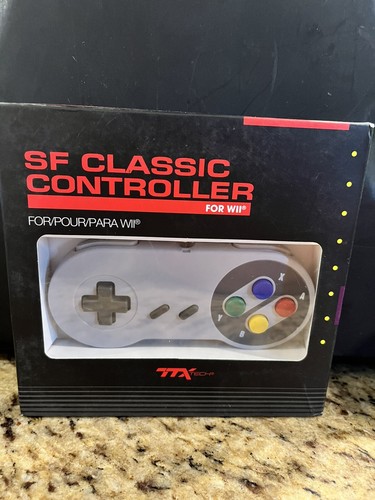 SF CLASSIC
CONTROLLER
FOR WII®
FOR/POUR/PARA WII®
X
A
Y
B
TTX TECH